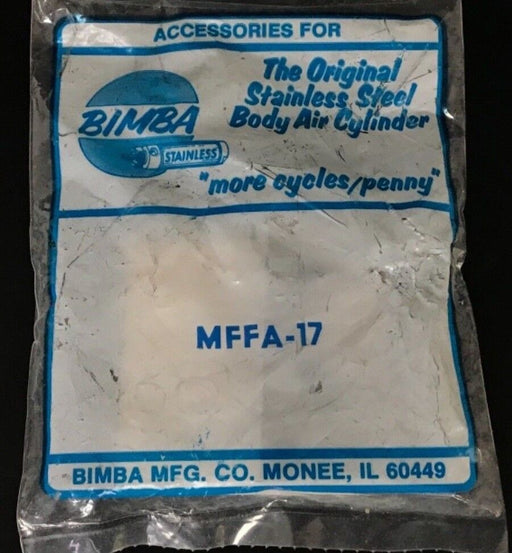 ACCESSORIES FOR
BIMBA
STAINLESS
The Original
Stainless Steel
Body Air Cylinder
"more cycles/penny"
MFFA-17
BIMBA MFG. CO. MONEE, IL 60449